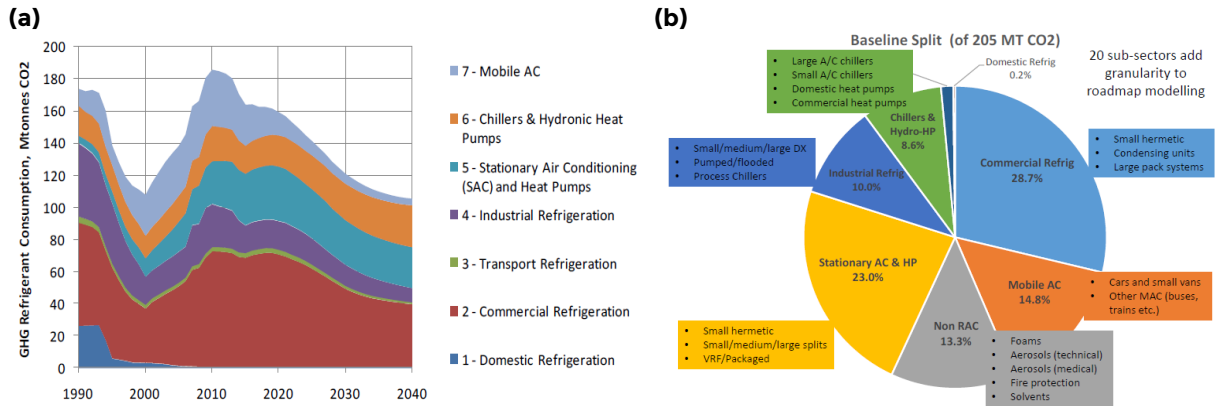 (a)
GHG Refrigerant Consumption, Mtonnes CO2
200
180
160
140
120
100
80
60
40
20
0
1990
2000
2010
2020
2030
2040
7 - Mobile AC
6 - Chillers & Hydronic Heat
Pumps
5 - Stationary Air Conditioning
(SAC) and Heat Pumps
4 - Industrial Refrigeration
3 - Transport Refrigeration
2 - Commercial Refrigeration
1 - Domestic Refrigeration
(b)
Baseline Split (of 205 MT CO2)
• Large A/C chillers
• Small A/C chillers
• Domestic heat pumps
• Commercial heat pumps
Domestic Refrig
0.2%
20 sub-sectors add
granularity to
roadmap modelling
Chillers &
Hydro-HP
8.6%
Commercial Refrig
28.7%
• Small hermetic
• Condensing units
• Large pack systems
• Small/medium/large DX
• Pumped/flooded
• Process Chillers
Industrial Refrig
10.0%
Stationary AC & HP
23.0%
Mobile AC
14.8%
• Cars and small vans
• Other MAC (buses,
trains etc.)
• Small hermetic
• Small/medium/large splits
• VRF/Packaged
Non RAC
13.3%
• Foams
• Aerosols (technical)
• Aerosols (medical)
• Fire protection
• Solvents